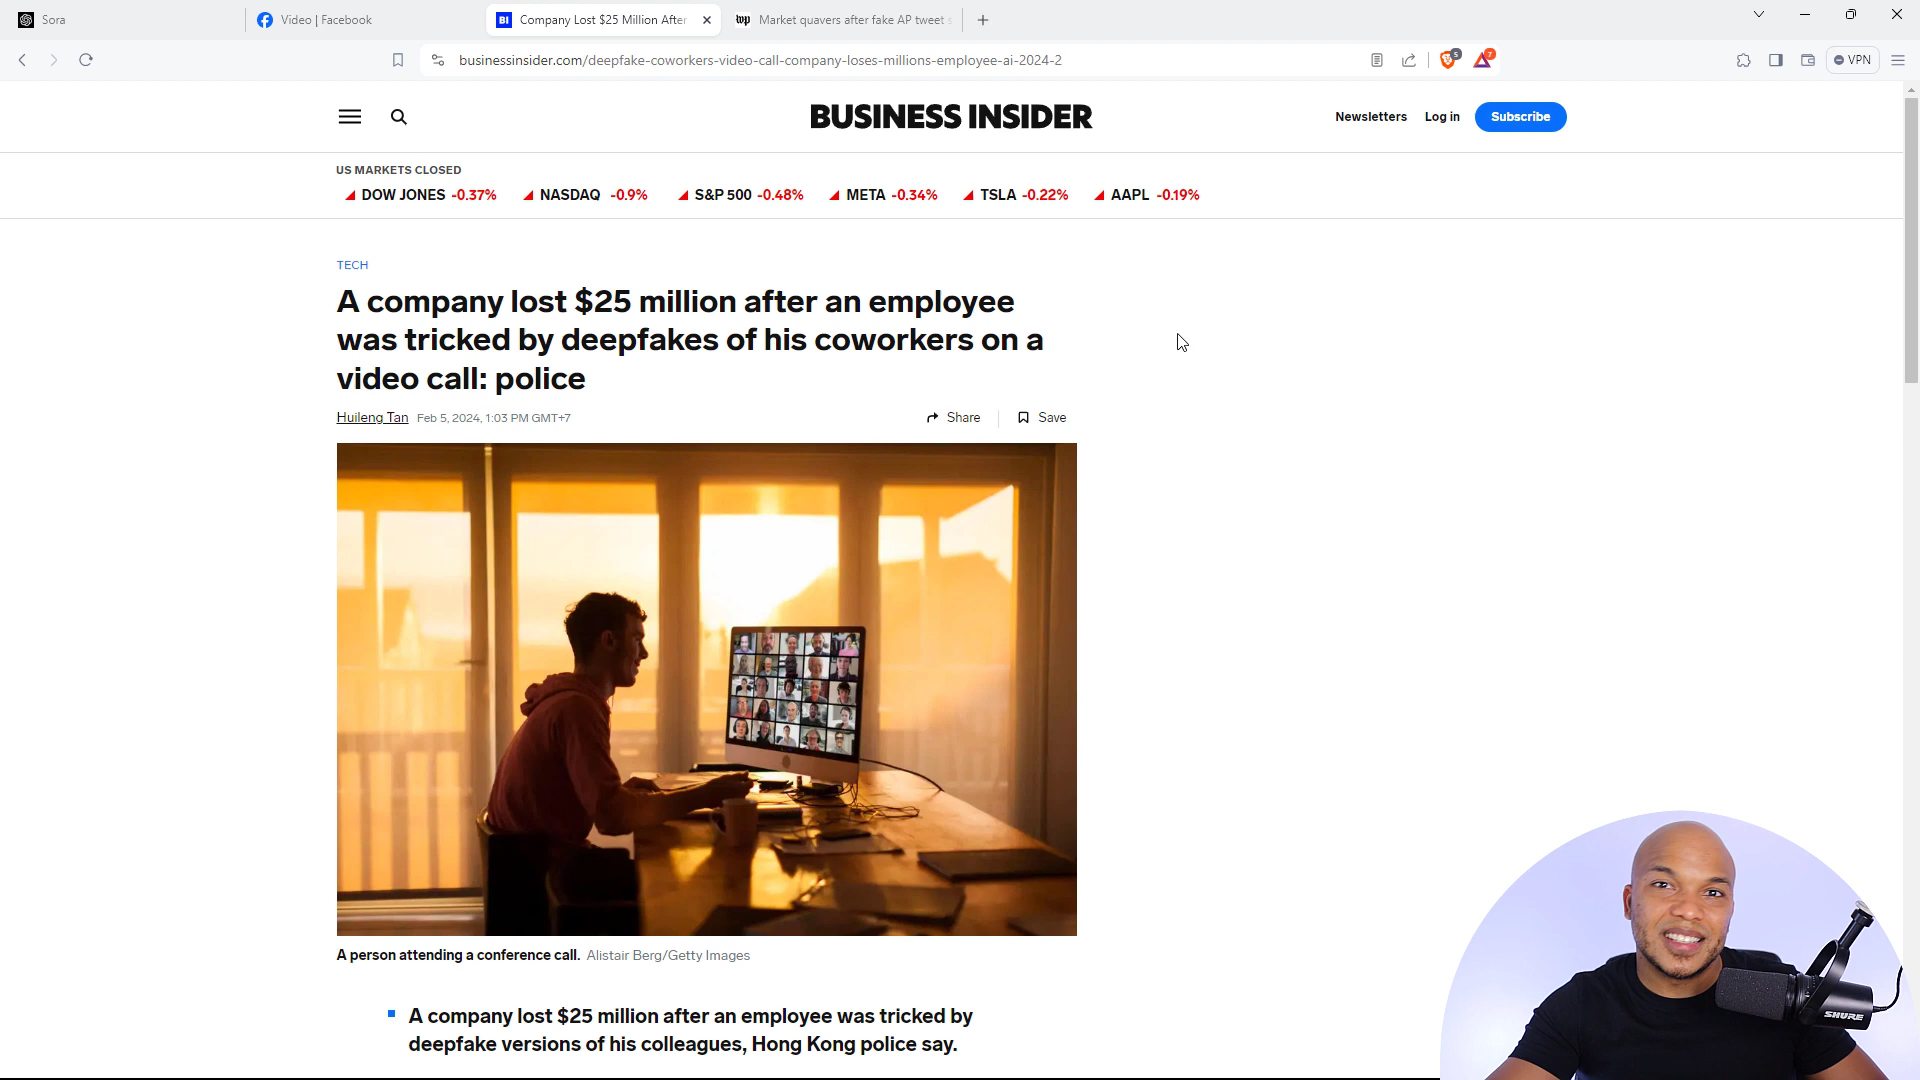 Sora
Video | Facebook
Company Lost $25 Million After
Market quavers after fake AP tweet s
businessinsider.com/deepfake-coworkers-video-call-company-loses-millions-employee-ai-2024-2
5
7
VPN
BUSINESS INSIDER
Newsletters
Log in
Subscribe
US MARKETS CLOSED
DOW JONES -0.37%
NASDAQ -0.9%
S&P 500 -0.48%
META -0.34%
TSLA -0.22%
AAPL -0.19%
TECH
A company lost $25 million after an employee
was tricked by deepfakes of his coworkers on a
video call: police
Huileng Tan Feb 5, 2024, 1:03 PM GMT+7
Share
Save
A person attending a conference call. Alistair Berg/Getty Images
A company lost $25 million after an employee was tricked by
deepfake versions of his colleagues, Hong Kong police say.
BI
wp
SHURE